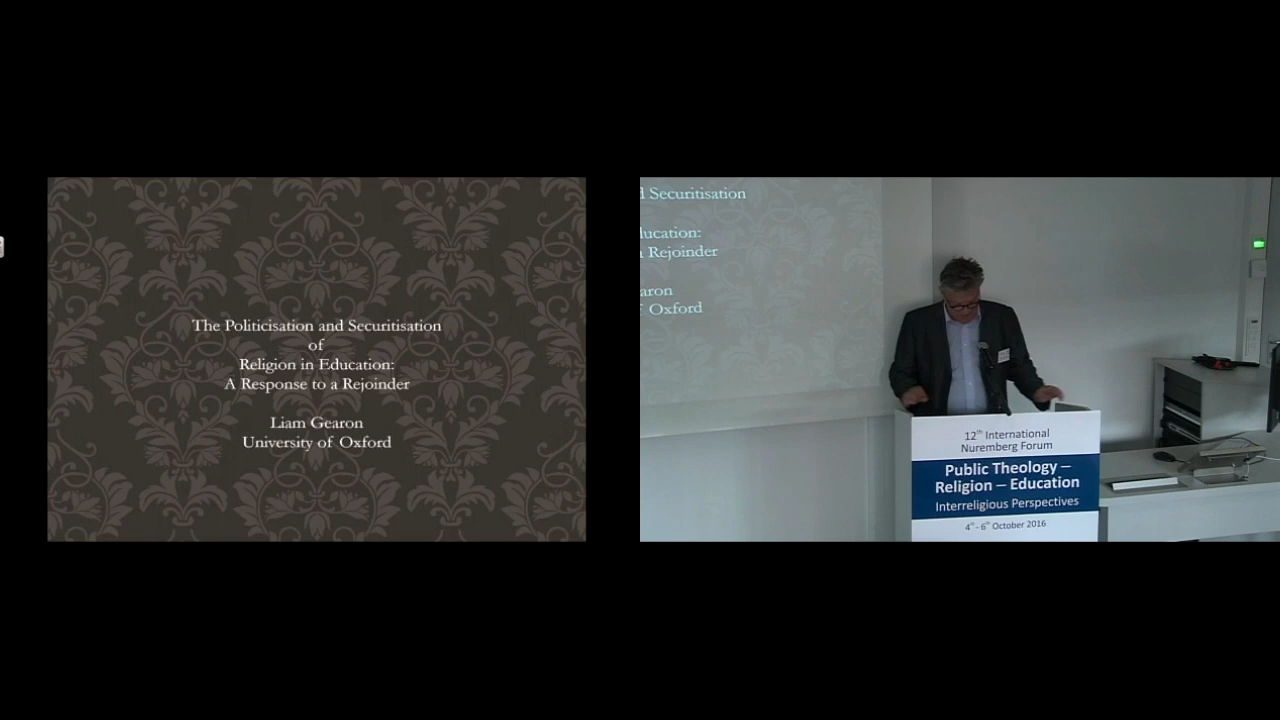 The Politicisation and Securitisation
of
Religion in Education:
A Response to a Rejoinder
Liam Gearon
University of Oxford
d Securitisation
ducation:
Rejoinder
aron
f Oxford
12th International
Nuremberg Forum
Public Theology –
Religion – Education
Interreligious Perspectives
4th - 6th October 2016